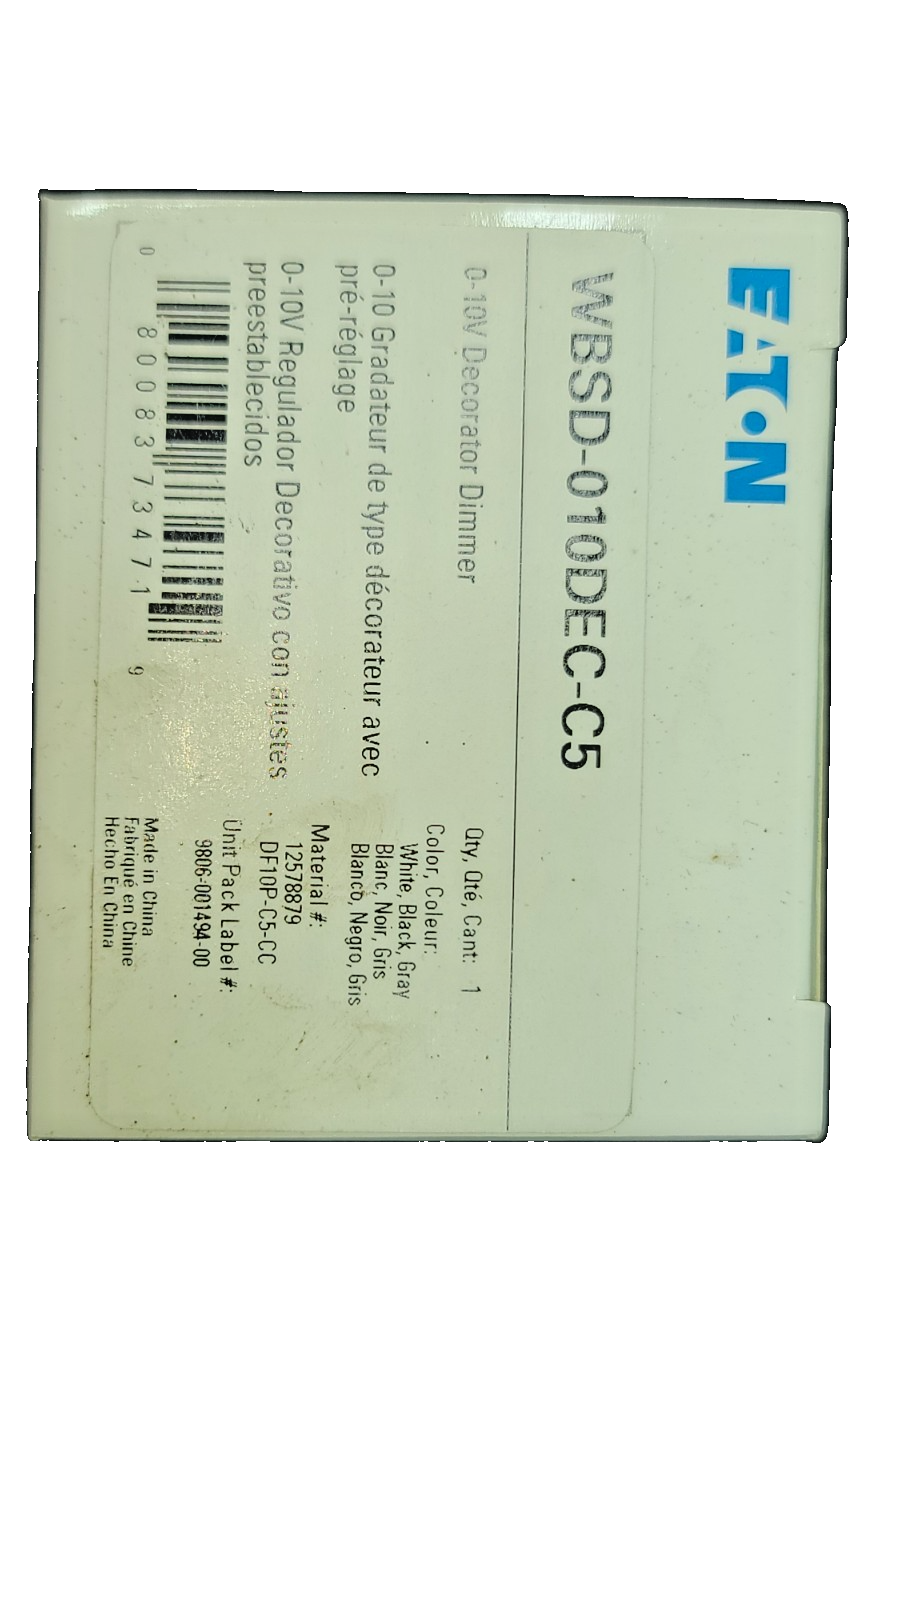 EATON
WBSD-010DEC-C5
0-10V Decorator Dimmer
0-10 Gradateur de type décorateur avec
pré-réglage
0-10V Regulador Decorativo con ajustes
preestablecidos
0 80083 73471 9
Qty, Qté, Cant: 1
Color, Coleur:
White, Black, Gray
Blanc, Noir, Gris
Blanco, Negro, Gris
Material #:
12578879
DF10P-C5-CC
Unit Pack Label #:
9806-001494-00
Made in China
Fabriqué en Chine
Hecho En China